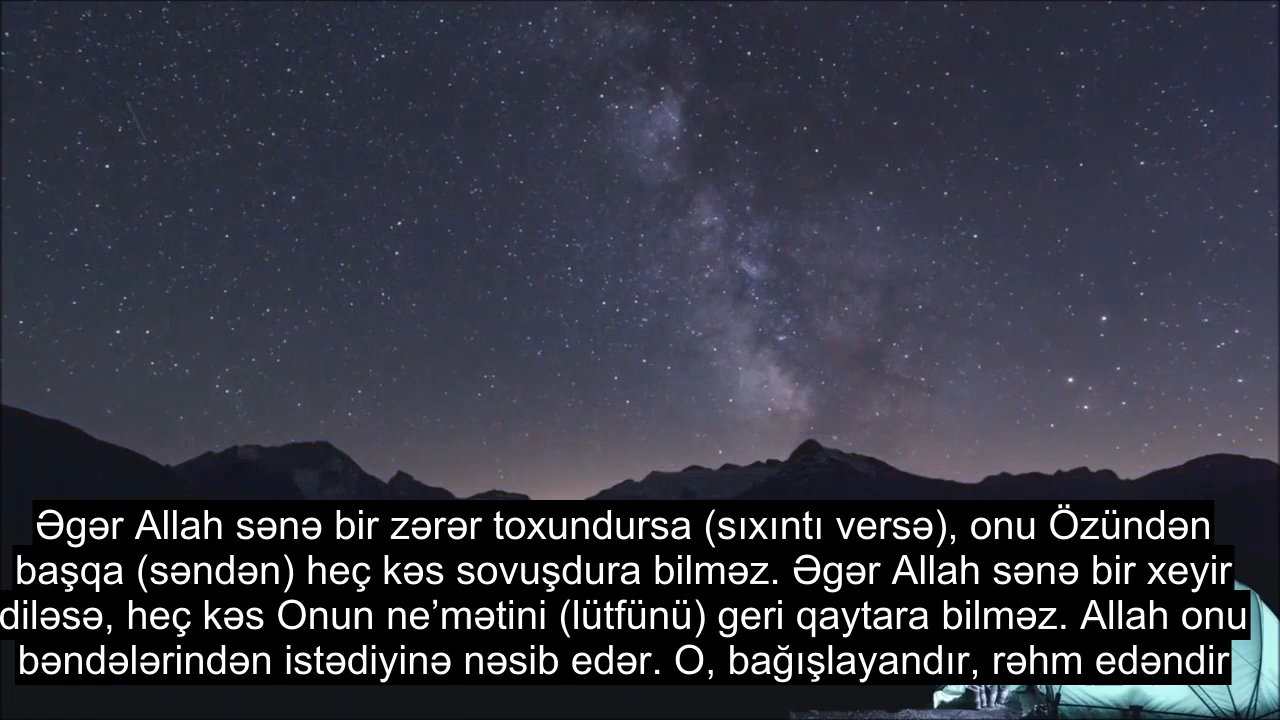 Əgər Allah sənə bir zərər toxundursa (sıxıntı versə), onu Özündən
başqa (səndən) heç kəs sovuşdura bilməz. Əgər Allah sənə bir xeyir
diləsə, heç kəs Onun ne’mətini (lütfünü) geri qaytara bilməz. Allah onu
bəndələrindən istədiyinə nəsib edər. O, bağışlayandır, rəhm edəndir